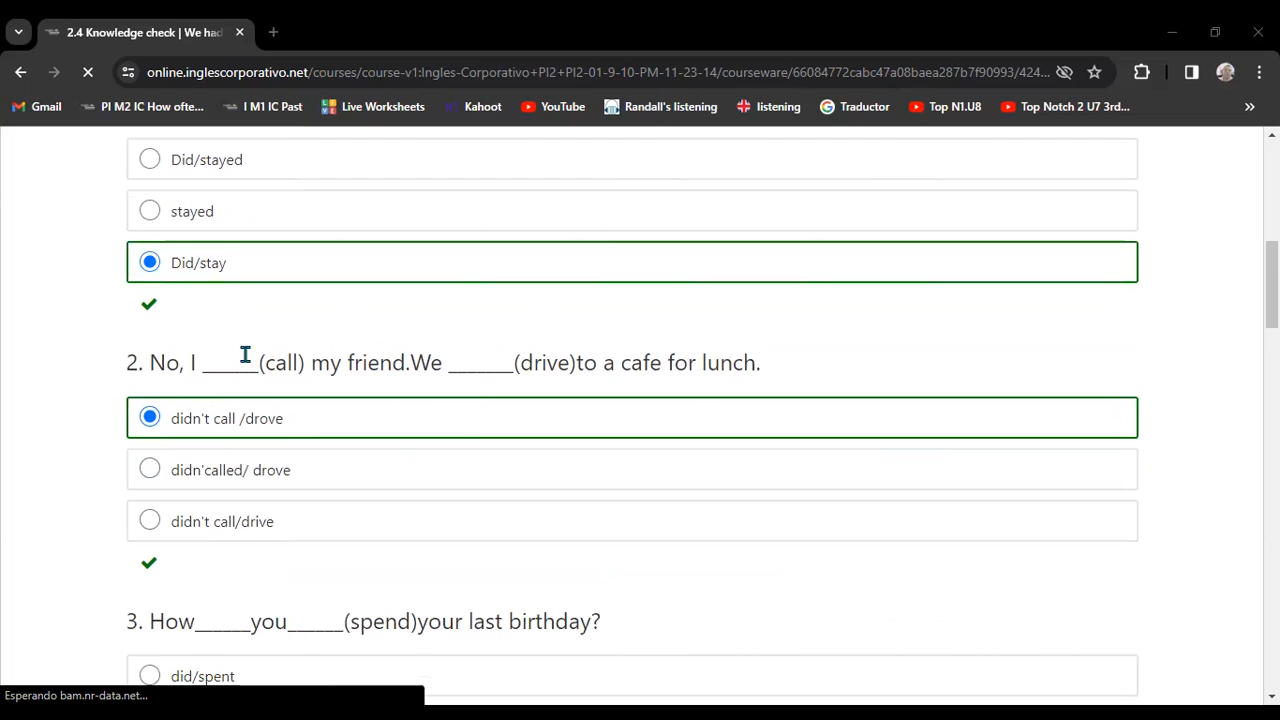 2.4 Knowledge check | We had
online.inglescorporativo.net/courses/course-v1:Ingles-Corporativo+PI2+PI2-01-9-10-PM-11-23-14/courseware/66084772cabc47a08baea287b7f90993/424...
Gmail PI M2 IC How ofte... I M1 IC Past Live Worksheets Kahoot YouTube Randall's listening listening Traductor Top N1.U8 Top Notch 2 U7 3rd... »
Did/stayed
stayed
Did/stay
2. No, I ______(call) my friend.We _______(drive)to a cafe for lunch.
didn't call /drove
didn'called/ drove
didn't call/drive
3. How______you______(spend)your last birthday?
did/spent
Esperando bam.nr-data.net...